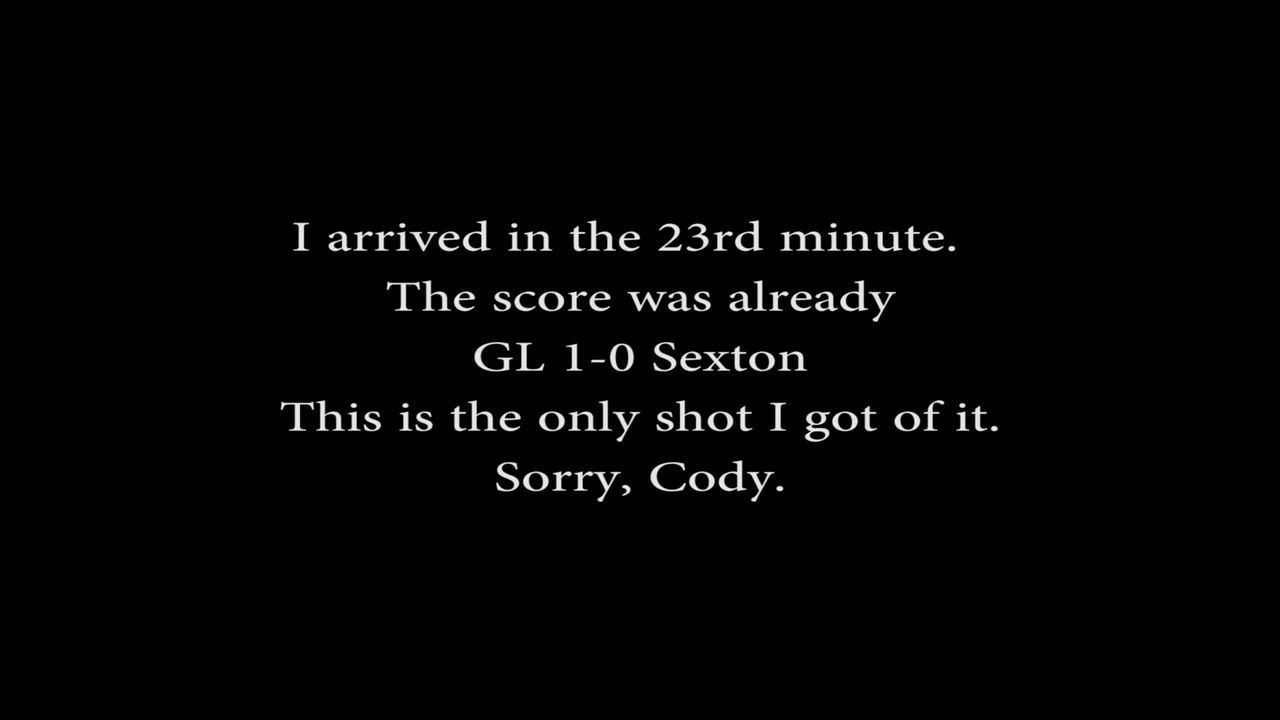 I arrived in the 23rd minute.
The score was already
GL 1-0 Sexton
This is the only shot I got of it.
Sorry, Cody.